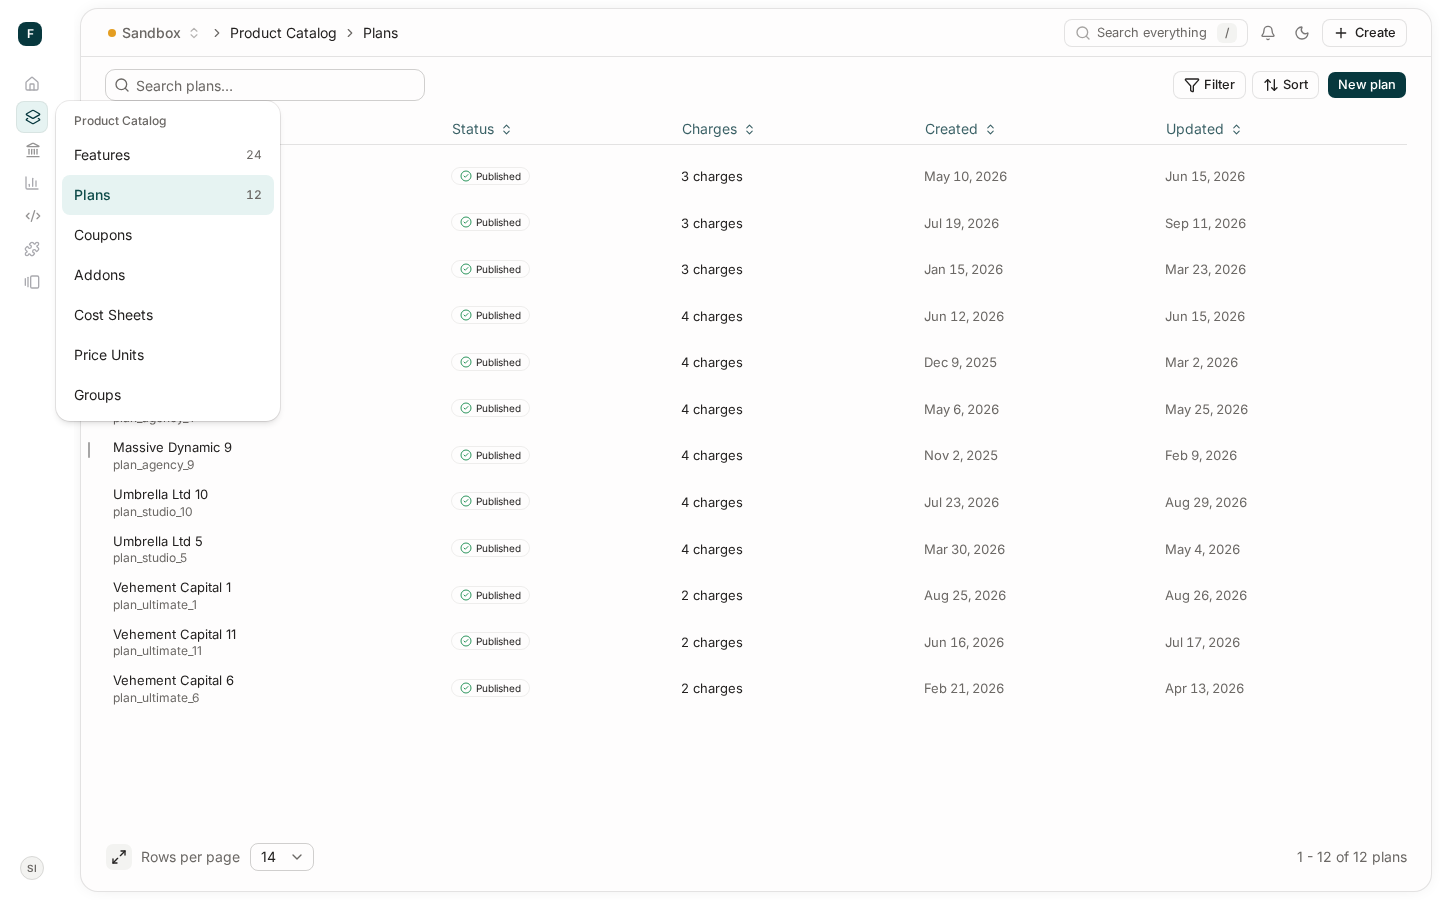 F
Sandbox
Product Catalog
Plans
Search everything
/
Create
Search plans...
Filter
Sort
New plan
Product Catalog
Features 24
Plans 12
Coupons
Addons
Cost Sheets
Price Units
Groups
Status Charges Created Updated
Published 3 charges May 10, 2026 Jun 15, 2026
Published 3 charges Jul 19, 2026 Sep 11, 2026
Published 3 charges Jan 15, 2026 Mar 23, 2026
Published 4 charges Jun 12, 2026 Jun 15, 2026
Published 4 charges Dec 9, 2025 Mar 2, 2026
Published 4 charges May 6, 2026 May 25, 2026
Massive Dynamic 9
plan_agency_9
Published 4 charges Nov 2, 2025 Feb 9, 2026
Umbrella Ltd 10
plan_studio_10
Published 4 charges Jul 23, 2026 Aug 29, 2026
Umbrella Ltd 5
plan_studio_5
Published 4 charges Mar 30, 2026 May 4, 2026
Vehement Capital 1
plan_ultimate_1
Published 2 charges Aug 25, 2026 Aug 26, 2026
Vehement Capital 11
plan_ultimate_11
Published 2 charges Jun 16, 2026 Jul 17, 2026
Vehement Capital 6
plan_ultimate_6
Published 2 charges Feb 21, 2026 Apr 13, 2026
SI
Rows per page 14
1 - 12 of 12 plans